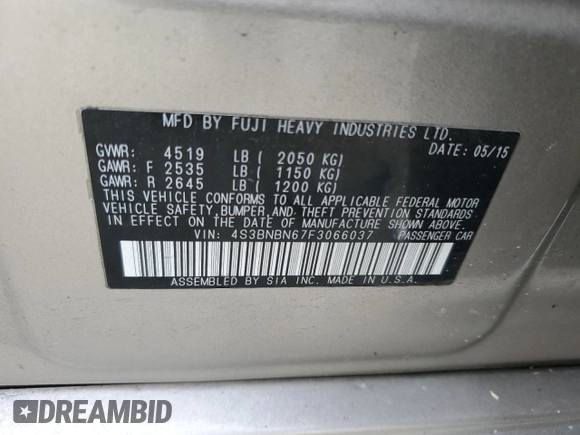 MFD BY FUJI HEAVY INDUSTRIES LTD.
GVWR: 4519 LB ( 2050 KG) DATE: 05/15
GAWR: F 2535 LB ( 1150 KG)
GAWR: R 2645 LB ( 1200 KG)
THIS VEHICLE CONFORMS TO ALL APPLICABLE FEDERAL MOTOR
VEHICLE SAFETY, BUMPER, AND THEFT PREVENTION STANDARDS
IN EFFECT ON THE DATE OF MANUFACTURE SHOWN ABOVE.
VIN: 4S3BNBN67F3066037 PASSENGER CAR
ASSEMBLED BY SIA INC. MADE IN U.S.A.
DREAMBID